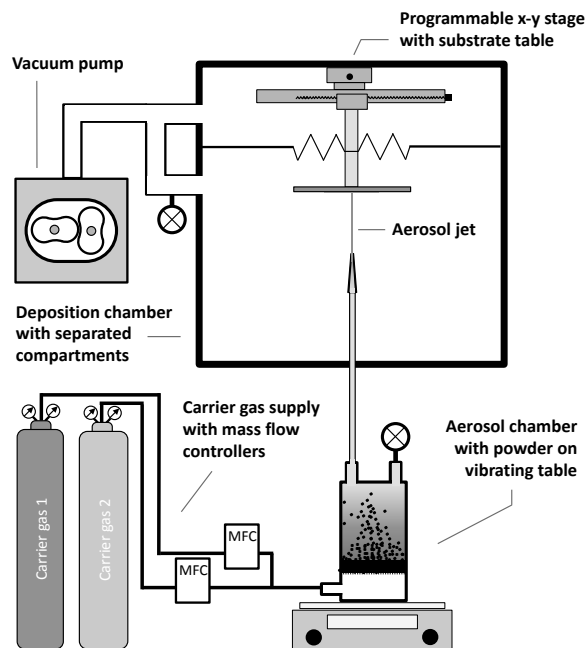 Programmable x-y stage
with substrate table
Vacuum pump
Aerosol jet
Deposition chamber
with separated
compartments
Carrier gas supply
with mass flow
controllers
Aerosol chamber
with powder on
vibrating table
Carrier gas 1
Carrier gas 2
MFC
MFC